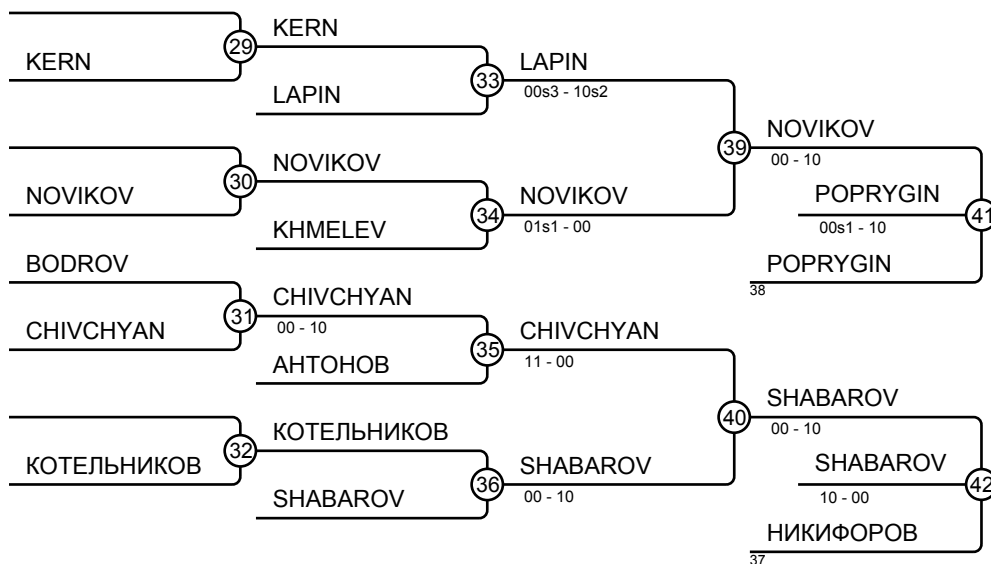 KERN
29
KERN
LAPIN
33
LAPIN
00s3 - 10s2
NOVIKOV
30
NOVIKOV
KHMELEV
34
NOVIKOV
01s1 - 00
39
NOVIKOV
00 - 10
POPRYGIN
00s1 - 10
41
POPRYGIN
38
BODROV
CHIVCHYAN
31
CHIVCHYAN
00 - 10
АНТОНОВ
35
CHIVCHYAN
11 - 00
КОТЕЛЬНИКОВ
32
КОТЕЛЬНИКОВ
SHABAROV
36
SHABAROV
00 - 10
40
SHABAROV
00 - 10
SHABAROV
10 - 00
42
НИКИФОРОВ
37